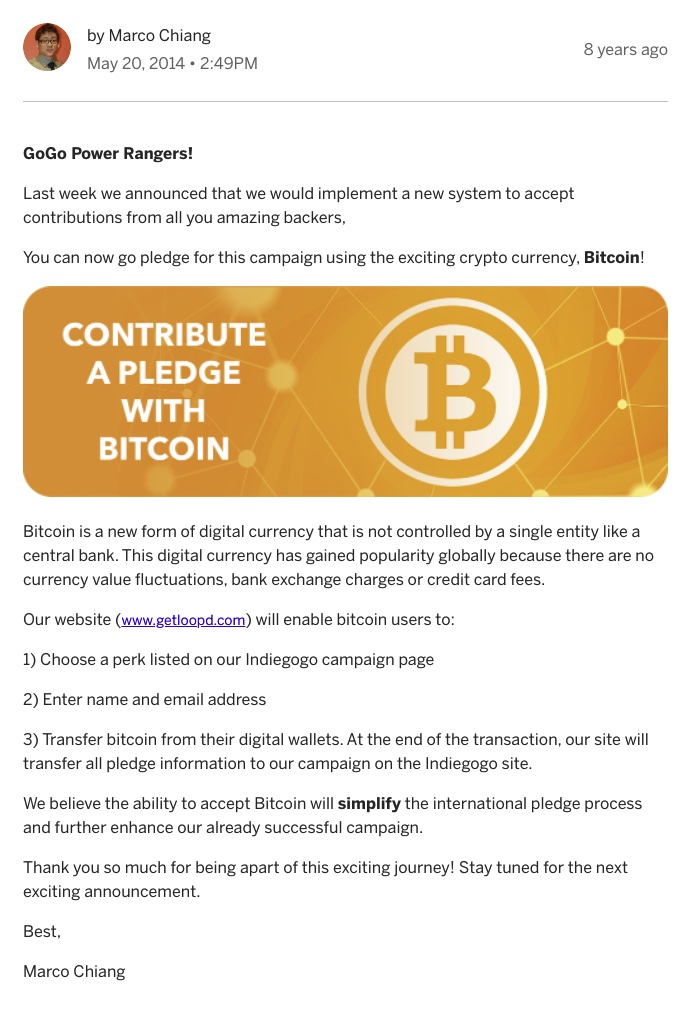 by Marco Chiang
May 20, 2014 • 2:49PM
8 years ago
GoGo Power Rangers!
Last week we announced that we would implement a new system to accept
contributions from all you amazing backers,
You can now go pledge for this campaign using the exciting crypto currency, Bitcoin!
CONTRIBUTE
A PLEDGE
WITH
BITCOIN
Bitcoin is a new form of digital currency that is not controlled by a single entity like a
central bank. This digital currency has gained popularity globally because there are no
currency value fluctuations, bank exchange charges or credit card fees.
Our website (www.getloopd.com) will enable bitcoin users to:
1) Choose a perk listed on our Indiegogo campaign page
2) Enter name and email address
3) Transfer bitcoin from their digital wallets. At the end of the transaction, our site will
transfer all pledge information to our campaign on the Indiegogo site.
We believe the ability to accept Bitcoin will simplify the international pledge process
and further enhance our already successful campaign.
Thank you so much for being apart of this exciting journey! Stay tuned for the next
exciting announcement.
Best,
Marco Chiang